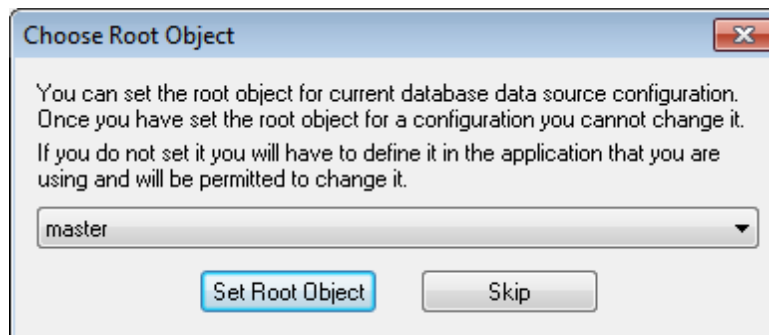 Choose Root Object
You can set the root object for current database data source configuration.
Once you have set the root object for a configuration you cannot change it.
If you do not set it you will have to define it in the application that you are
using and will be permitted to change it.
master
Set Root Object
Skip